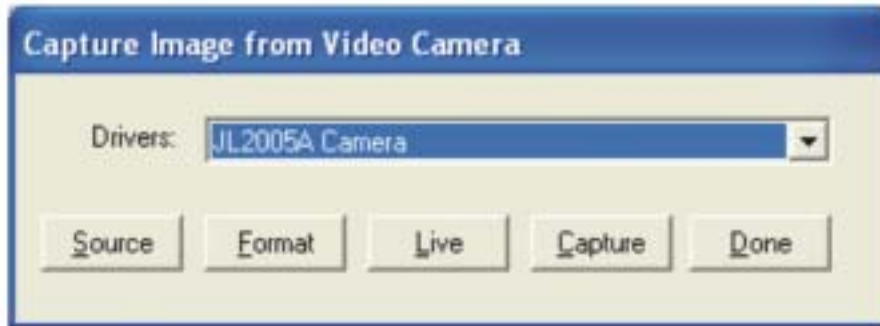 Capture Image from Video Camera
Drivers: JL2005A Camera
Source Format Live Capture Done